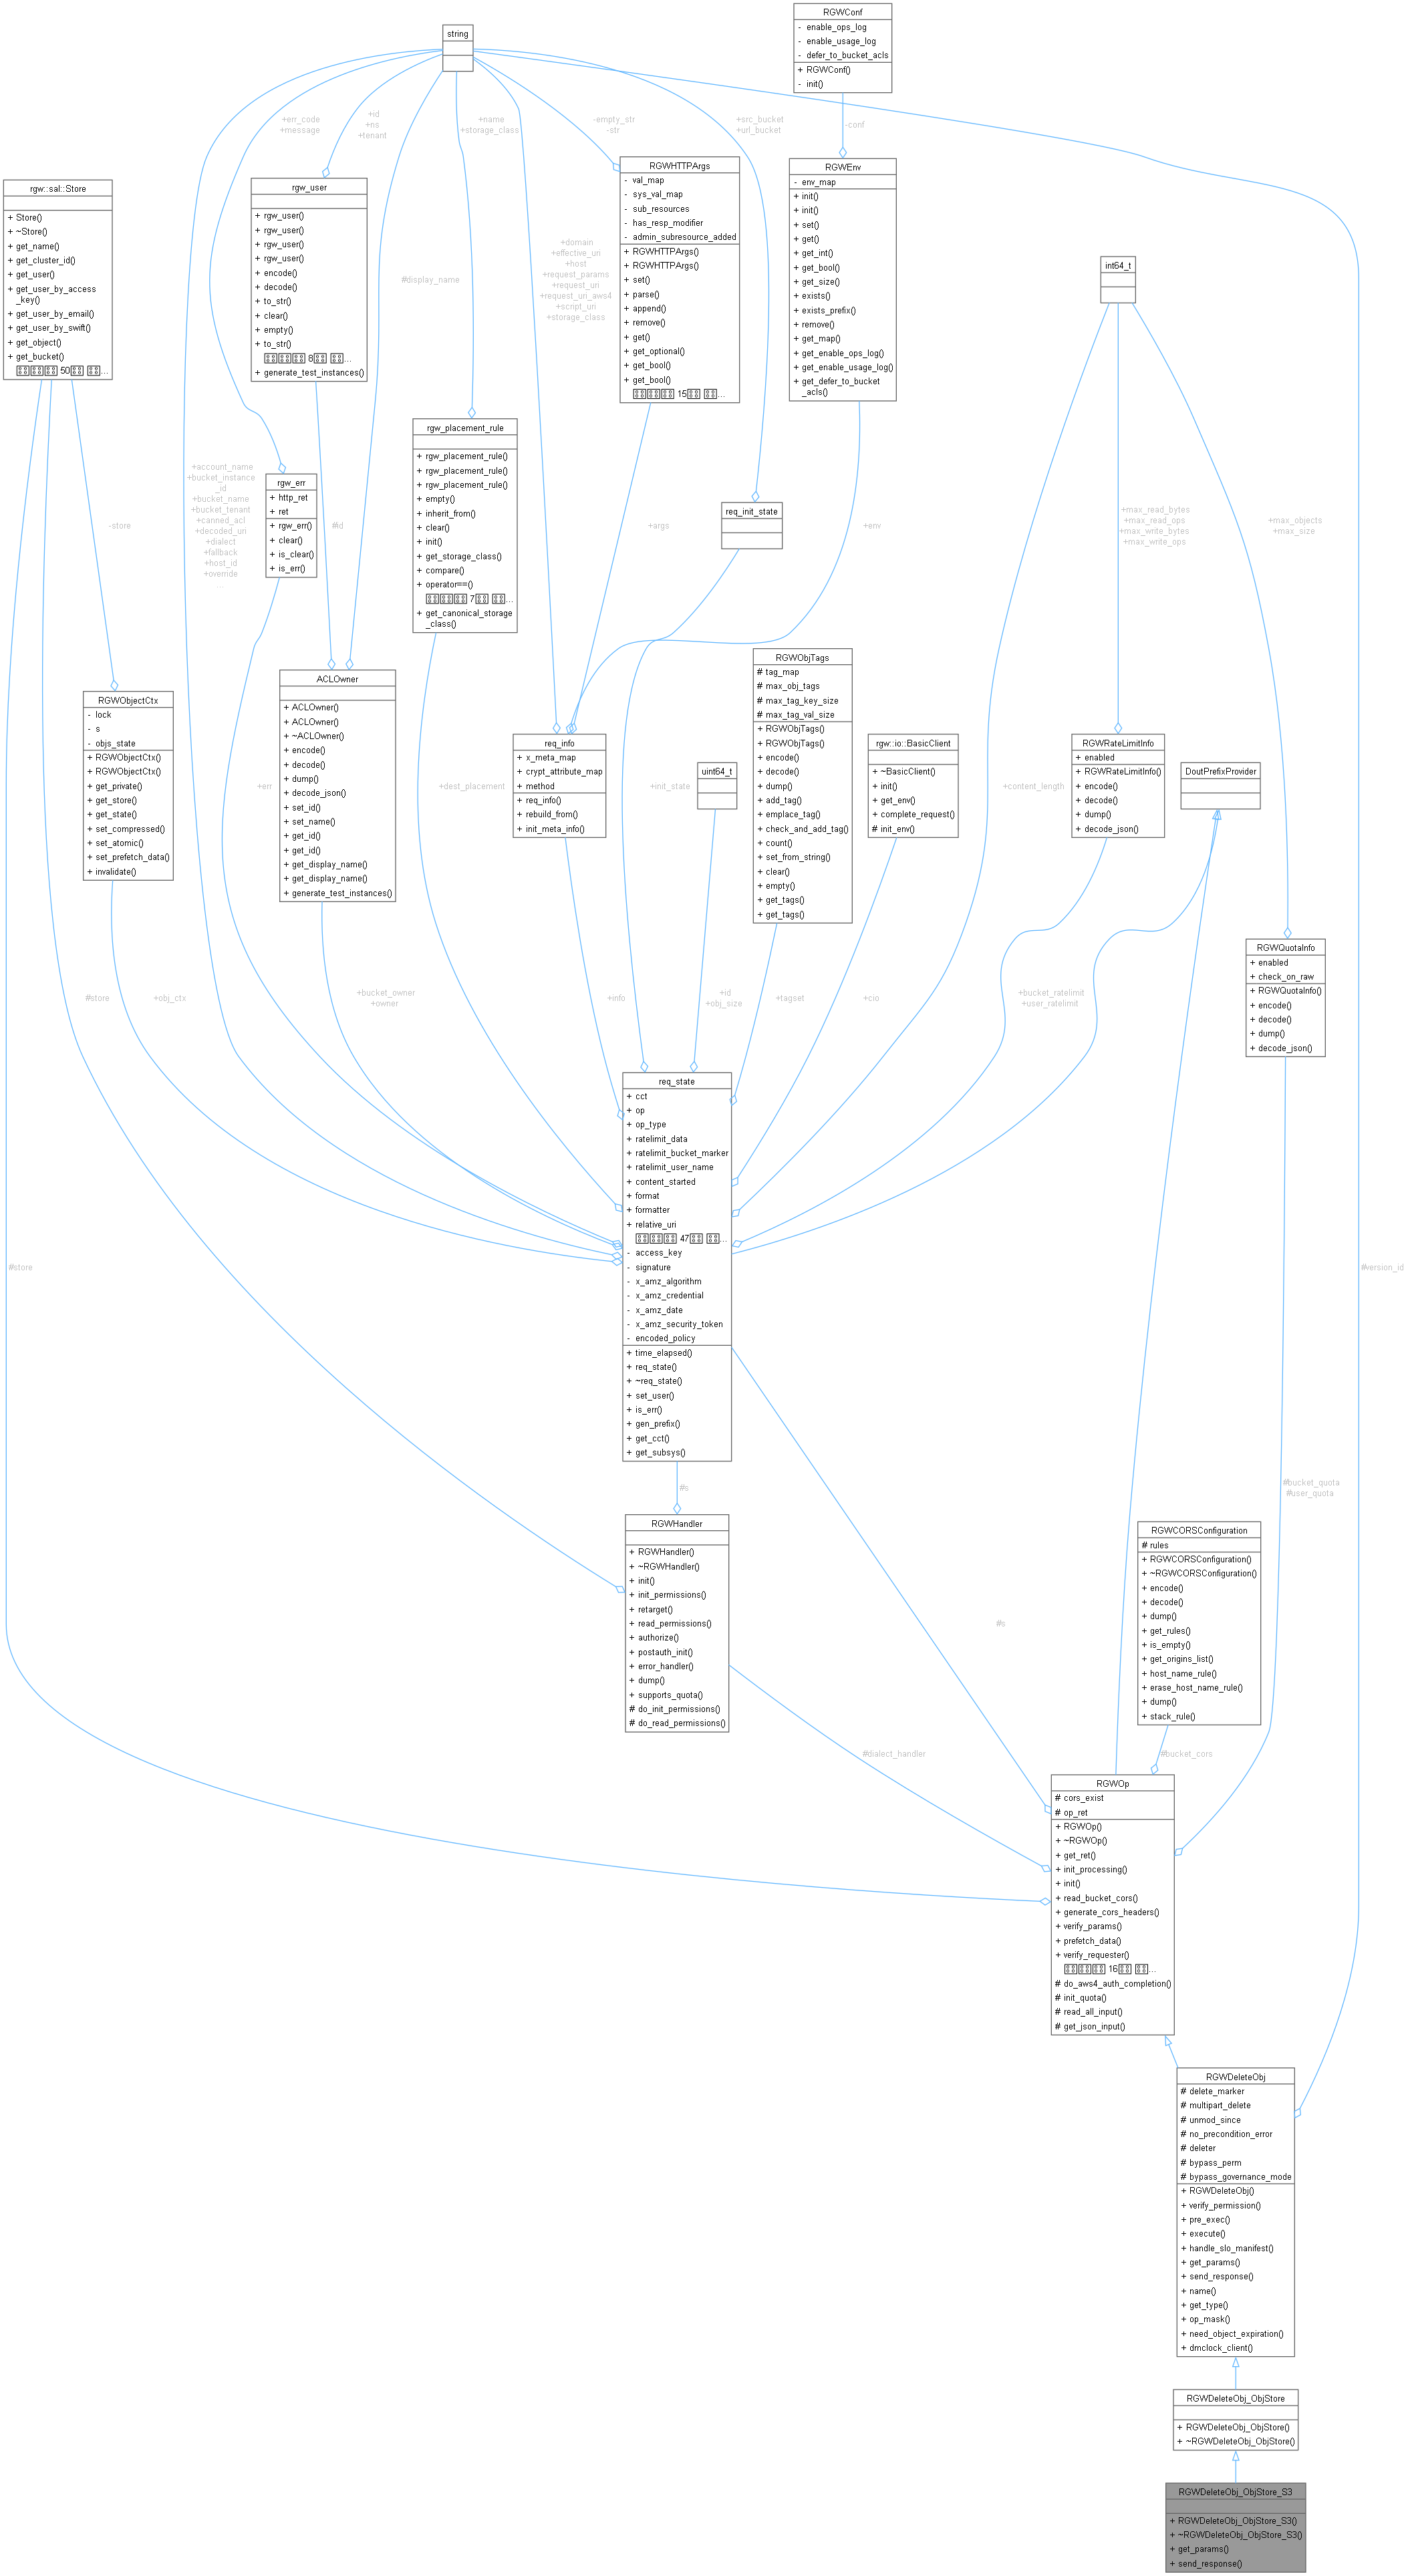 RGWConf
- enable_ops_log
- enable_usage_log
- defer_to_bucket_acls
+ RGWConf()
- init()
string
+err_code
+message
+id
+ns
+tenant
+name
+storage_class
-empty_str
-str
+src_bucket
+url_bucket
-conf
rgw::sal::Store
+ Store()
+ ~Store()
+ get_name()
+ get_cluster_id()
+ get_user()
+ get_user_by_access
_key()
+ get_user_by_email()
+ get_user_by_swift()
+ get_object()
+ get_bucket()
50
...
rgw_user
+ rgw_user()
+ rgw_user()
+ rgw_user()
+ rgw_user()
+ encode()
+ decode()
+ to_str()
+ clear()
+ empty()
+ to_str()
8
...
+ generate_test_instances()
RGWHTTPArgs
- val_map
- sys_val_map
- sub_resources
- has_resp_modifier
- admin_subresource_added
+ RGWHTTPArgs()
+ RGWHTTPArgs()
+ set()
+ parse()
+ append()
+ remove()
+ get()
+ get_optional()
+ get_bool()
+ get_bool()
15
...
RGWEnv
- env_map
+ init()
+ init()
+ set()
+ get()
+ get_int()
+ get_bool()
+ get_size()
+ exists()
+ exists_prefix()
+ remove()
+ get_map()
+ get_enable_ops_log()
+ get_enable_usage_log()
+ get_defer_to_bucket
_acls()
int64_t
#display_name
+domain
+effective_uri
+host
+request_params
+request_uri
+request_uri_aws4
+script_uri
+storage_class
rgw_placement_rule
+ rgw_placement_rule()
+ rgw_placement_rule()
+ rgw_placement_rule()
+ empty()
+ inherit_from()
+ clear()
+ init()
+ get_storage_class()
+ compare()
+ operator==()
7
...
+ get_canonical_storage
_class()
+account_name
+bucket_instance
_id
+bucket_name
+bucket_tenant
+canned_acl
+decoded_uri
+dialect
+fallback
+host_id
+override
...
rgw_err
+ http_ret
+ ret
+ rgw_err()
+ clear()
+ is_clear()
+ is_err()
-store
#id
+args
req_init_state
+env
+max_read_bytes
+max_read_ops
+max_write_bytes
+max_write_ops
+max_objects
+max_size
RGWObjectCtx
- lock
- s
- objs_state
+ RGWObjectCtx()
+ RGWObjectCtx()
+ get_private()
+ get_store()
+ get_state()
+ set_compressed()
+ set_atomic()
+ set_prefetch_data()
+ invalidate()
ACLOwner
+ ACLOwner()
+ ACLOwner()
+ ~ACLOwner()
+ encode()
+ decode()
+ dump()
+ decode_json()
+ set_id()
+ set_name()
+ get_id()
+ get_id()
+ get_display_name()
+ get_display_name()
+ generate_test_instances()
RGWObjTags
# tag_map
# max_obj_tags
# max_tag_key_size
# max_tag_val_size
+ RGWObjTags()
+ RGWObjTags()
+ encode()
+ decode()
+ dump()
+ add_tag()
+ emplace_tag()
+ check_and_add_tag()
+ count()
+ set_from_string()
+ clear()
+ empty()
+ get_tags()
+ get_tags()
req_info
+ x_meta_map
+ crypt_attribute_map
+ method
+ req_info()
+ rebuild_from()
+ init_meta_info()
uint64_t
rgw::io::BasicClient
+ ~BasicClient()
+ init()
+ get_env()
+ complete_request()
# init_env()
RGWRateLimitInfo
+ enabled
+ RGWRateLimitInfo()
+ encode()
+ decode()
+ dump()
+ decode_json()
DoutPrefixProvider
+err
+dest_placement
+init_state
+content_length
RGWQuotaInfo
+ enabled
+ check_on_raw
+ RGWQuotaInfo()
+ encode()
+ decode()
+ dump()
+ decode_json()
#store
+obj_ctx
+bucket_owner
+owner
+info
+id
+obj_size
+tagset
+cio
+bucket_ratelimit
+user_ratelimit
req_state
+ cct
+ op
+ op_type
+ ratelimit_data
+ ratelimit_bucket_marker
+ ratelimit_user_name
+ content_started
+ format
+ formatter
+ relative_uri
47
...
- access_key
- signature
- x_amz_algorithm
- x_amz_credential
- x_amz_date
- x_amz_security_token
- encoded_policy
+ time_elapsed()
+ req_state()
+ ~req_state()
+ set_user()
+ is_err()
+ gen_prefix()
+ get_cct()
+ get_subsys()
#store
#version_id
#s
#bucket_quota
#user_quota
RGWHandler
+ RGWHandler()
+ ~RGWHandler()
+ init()
+ init_permissions()
+ retarget()
+ read_permissions()
+ authorize()
+ postauth_init()
+ error_handler()
+ dump()
+ supports_quota()
# do_init_permissions()
# do_read_permissions()
#s
RGWCORSConfiguration
# rules
+ RGWCORSConfiguration()
+ ~RGWCORSConfiguration()
+ encode()
+ decode()
+ dump()
+ get_rules()
+ is_empty()
+ get_origins_list()
+ host_name_rule()
+ erase_host_name_rule()
+ dump()
+ stack_rule()
#dialect_handler
#bucket_cors
RGWOp
# cors_exist
# op_ret
+ RGWOp()
+ ~RGWOp()
+ get_ret()
+ init_processing()
+ init()
+ read_bucket_cors()
+ generate_cors_headers()
+ verify_params()
+ prefetch_data()
+ verify_requester()
16
...
# do_aws4_auth_completion()
# init_quota()
# read_all_input()
# get_json_input()
RGWDeleteObj
# delete_marker
# multipart_delete
# unmod_since
# no_precondition_error
# deleter
# bypass_perm
# bypass_governance_mode
+ RGWDeleteObj()
+ verify_permission()
+ pre_exec()
+ execute()
+ handle_slo_manifest()
+ get_params()
+ send_response()
+ name()
+ get_type()
+ op_mask()
+ need_object_expiration()
+ dmclock_client()
RGWDeleteObj_ObjStore
+ RGWDeleteObj_ObjStore()
+ ~RGWDeleteObj_ObjStore()
RGWDeleteObj_ObjStore_S3
+ RGWDeleteObj_ObjStore_S3()
+ ~RGWDeleteObj_ObjStore_S3()
+ get_params()
+ send_response()